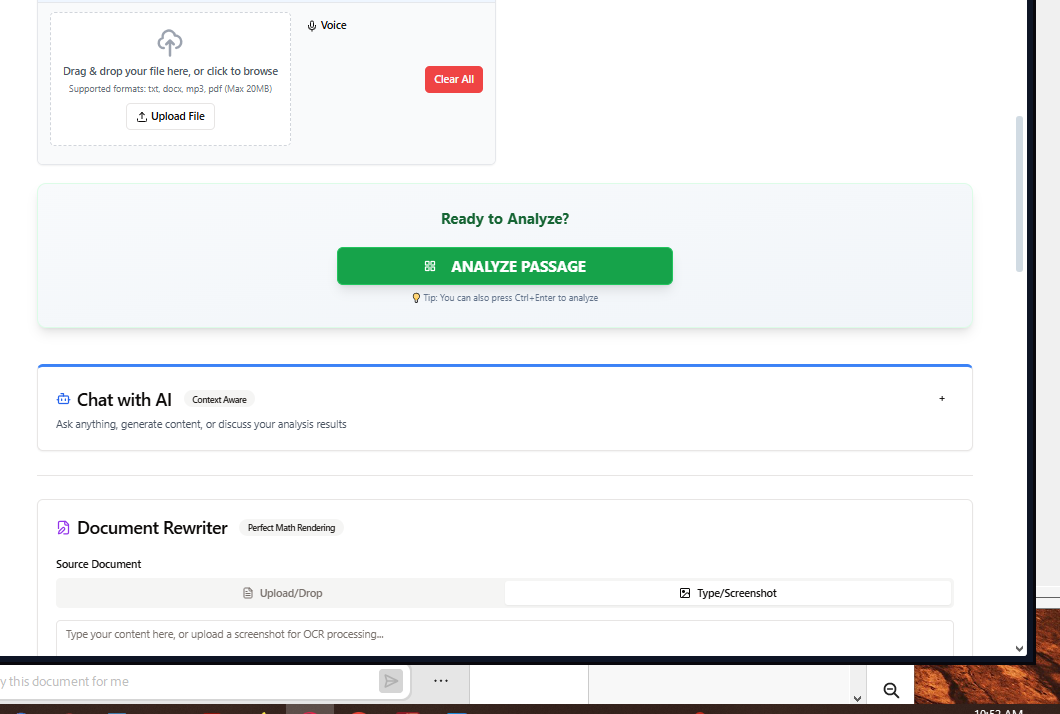 Voice
Drag & drop your file here, or click to browse
Supported formats: txt, docx, mp3, pdf (Max 20MB)
Clear All
Upload File
Ready to Analyze?
ANALYZE PASSAGE
Tip: You can also press Ctrl+Enter to analyze
Chat with AI Context Aware
+
Ask anything, generate content, or discuss your analysis results
Document Rewriter Perfect Math Rendering
Source Document
Upload/Drop Type/Screenshot
Type your content here, or upload a screenshot for OCR processing...
y this document for me
...
10:52 AM